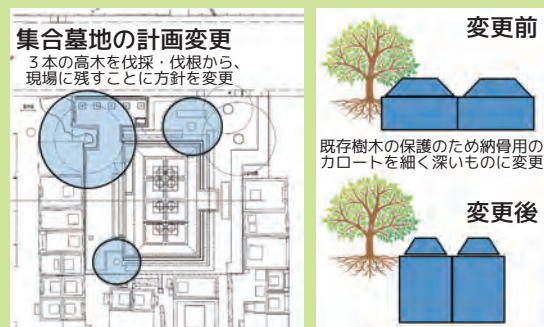 集合墓地の計画変更
３本の高木を伐採・伐根から、
現場に残すことに方針を変更
変更前
既存樹木の保護のため納骨用の
カロートを細く深いものに変更
変更後